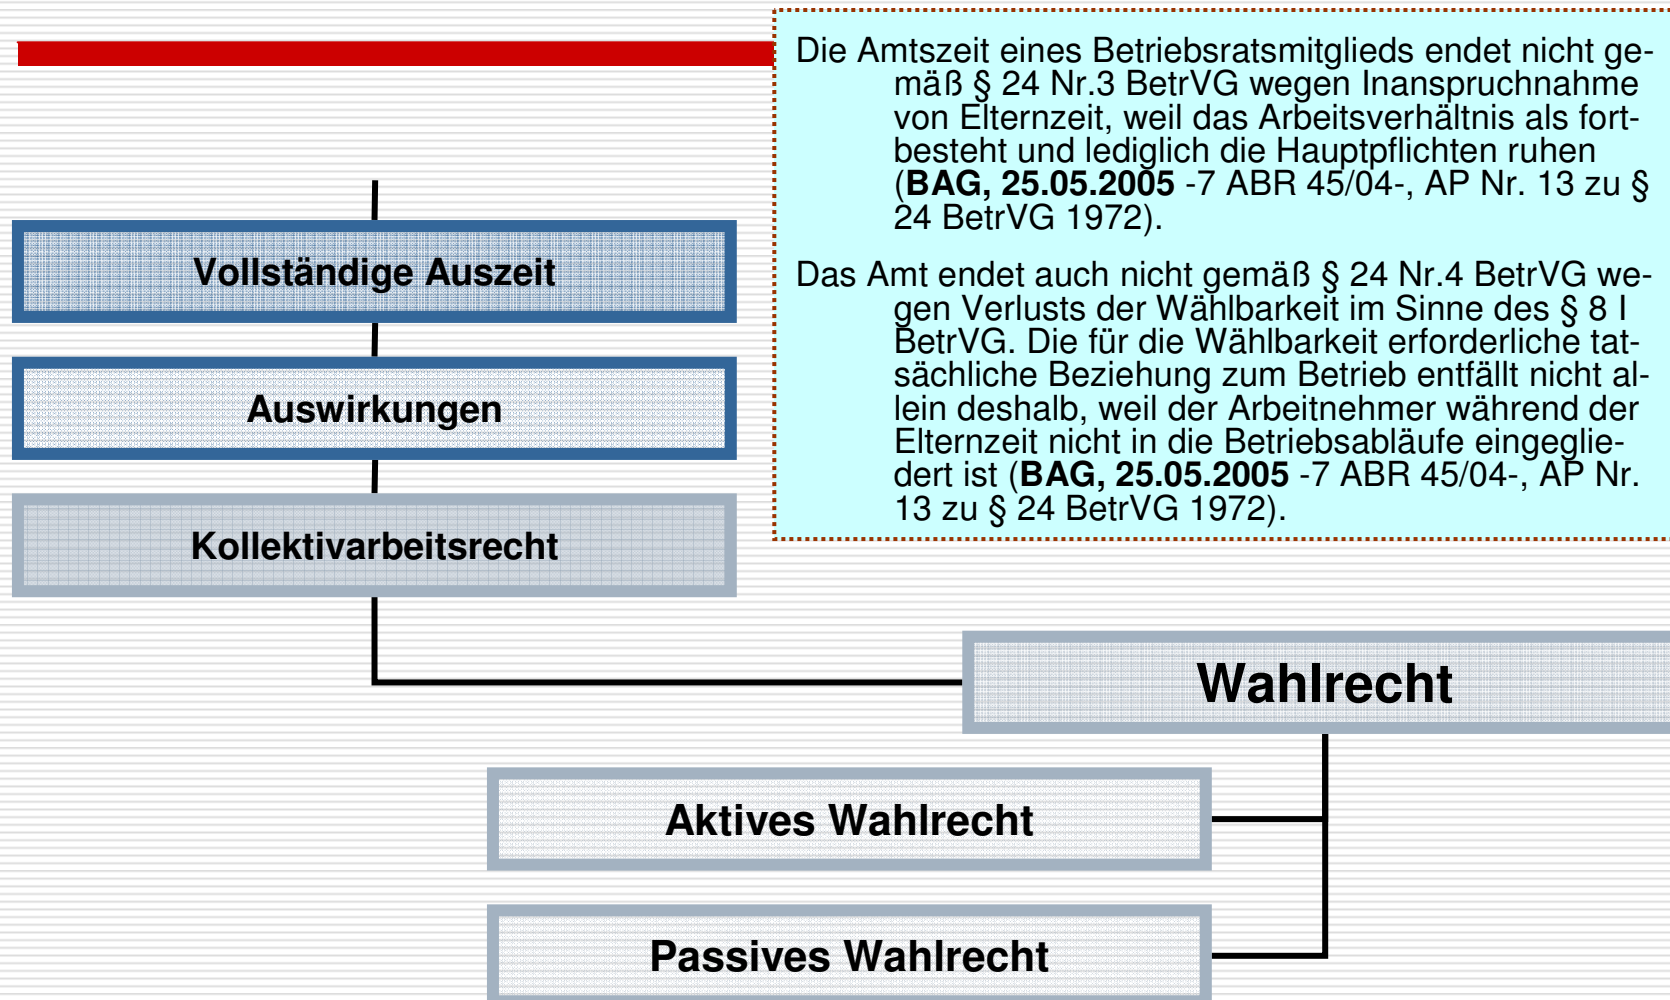 Die Amtszeit eines Betriebsratsmitglieds endet nicht ge-
mäß § 24 Nr.3 BetrVG wegen Inanspruchnahme
von Elternzeit, weil das Arbeitsverhältnis als fort-
besteht und lediglich die Hauptpflichten ruhen
(BAG, 25.05.2005 -7 ABR 45/04-, AP Nr. 13 zu §
24 BetrVG 1972).
Das Amt endet auch nicht gemäß § 24 Nr.4 BetrVG we-
gen Verlusts der Wählbarkeit im Sinne des § 8 I
BetrVG. Die für die Wählbarkeit erforderliche tat-
sächliche Beziehung zum Betrieb entfällt nicht al-
lein deshalb, weil der Arbeitnehmer während der
Elternzeit nicht in die Betriebsabläufe eingeglie-
dert ist (BAG, 25.05.2005 -7 ABR 45/04-, AP Nr.
13 zu § 24 BetrVG 1972).
Vollständige Auszeit
Auswirkungen
Kollektivarbeitsrecht
Wahlrecht
Aktives Wahlrecht
Passives Wahlrecht